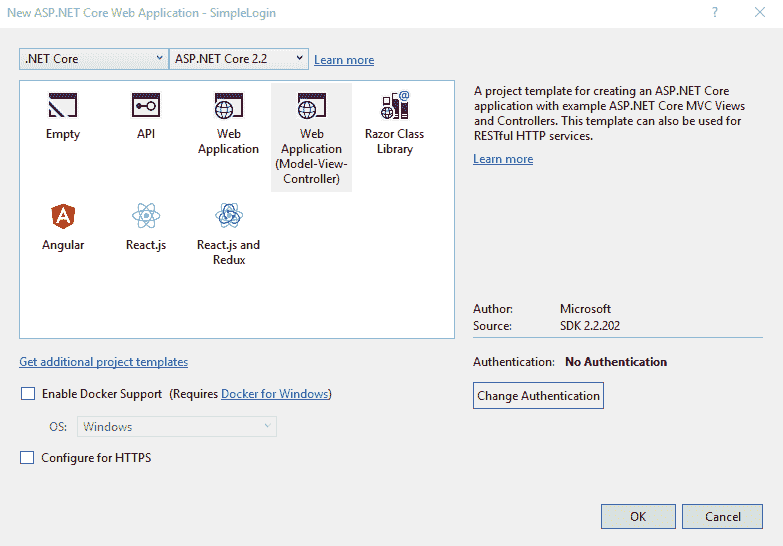 New ASP.NET Core Web Application - SimpleLogin
?
.NET Core
ASP.NET Core 2.2
Learn more
Empty
API
Web
Application
Web
Application
(Model-View-
Controller)
Razor Class
Library
Angular
React.js
React.js and
Redux
A project template for creating an ASP.NET Core
application with example ASP.NET Core MVC Views
and Controllers. This template can also be used for
RESTful HTTP services.
Learn more
Author: Microsoft
Source: SDK 2.2.202
Get additional project templates
Authentication: No Authentication
Enable Docker Support (Requires Docker for Windows)
Change Authentication
OS: Windows
Configure for HTTPS
OK
Cancel